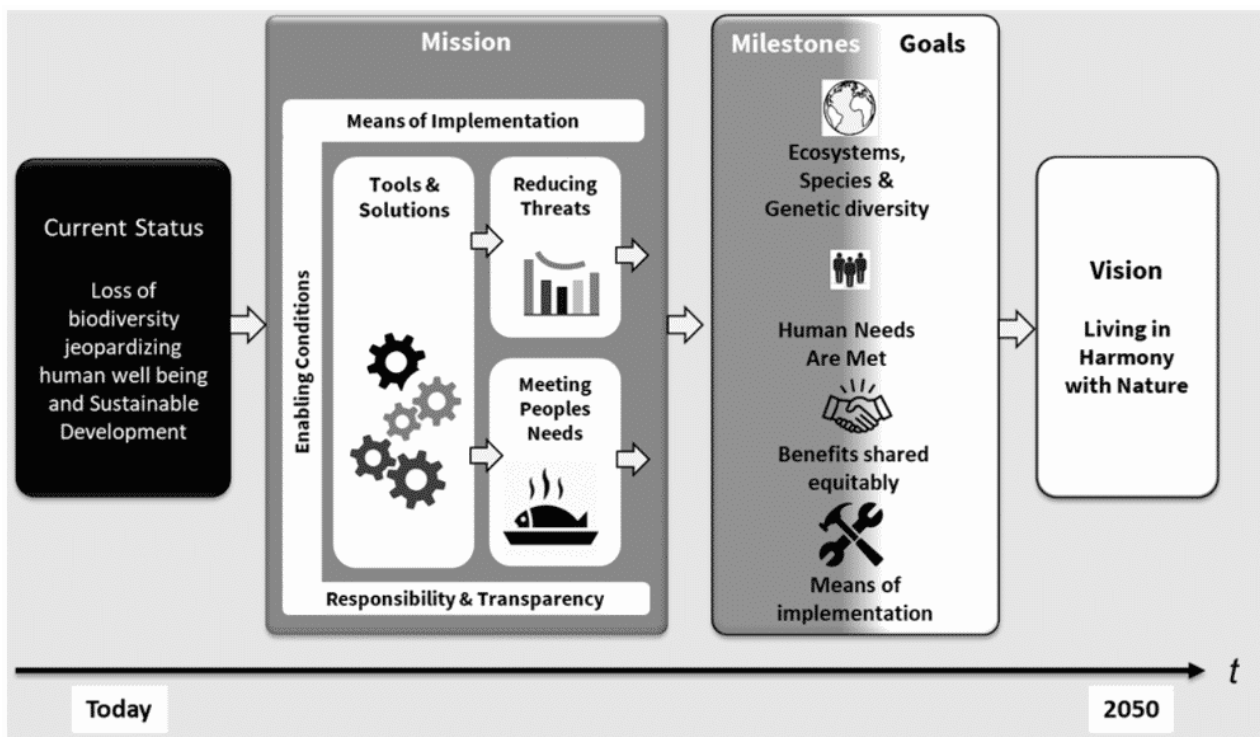 Current Status
Loss of
biodiversity
jeopardizing
human well being
and Sustainable
Development
Mission
Means of Implementation
Enabling Conditions
Tools &
Solutions
Reducing
Threats
Meeting
Peoples
Needs
Responsibility & Transparency
Milestones Goals
Ecosystems,
Species &
Genetic diversity
Human Needs
Are Met
Benefits shared
equitably
Means of
implementation
Vision
Living in
Harmony
with Nature
t
Today
2050